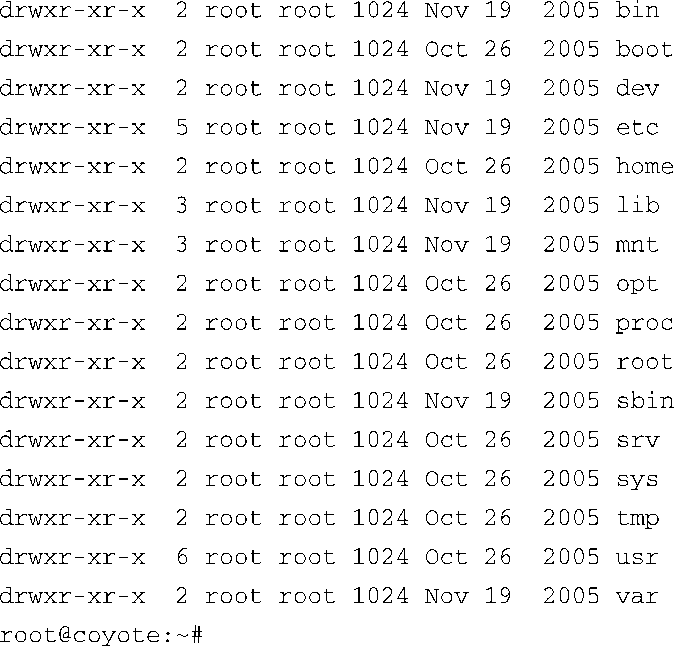 drwxr-xr-x  2 root root 1024 Nov 19  2005 bin
drwxr-xr-x  2 root root 1024 Oct 26  2005 boot
drwxr-xr-x  2 root root 1024 Nov 19  2005 dev
drwxr-xr-x  5 root root 1024 Nov 19  2005 etc
drwxr-xr-x  2 root root 1024 Oct 26  2005 home
drwxr-xr-x  3 root root 1024 Nov 19  2005 lib
drwxr-xr-x  3 root root 1024 Nov 19  2005 mnt
drwxr-xr-x  2 root root 1024 Oct 26  2005 opt
drwxr-xr-x  2 root root 1024 Oct 26  2005 proc
drwxr-xr-x  2 root root 1024 Oct 26  2005 root
drwxr-xr-x  2 root root 1024 Nov 19  2005 sbin
drwxr-xr-x  2 root root 1024 Oct 26  2005 srv
drwxr-xr-x  2 root root 1024 Oct 26  2005 sys
drwxr-xr-x  2 root root 1024 Oct 26  2005 tmp
drwxr-xr-x  6 root root 1024 Oct 26  2005 usr
drwxr-xr-x  2 root root 1024 Nov 19  2005 var
root@coyote:~#